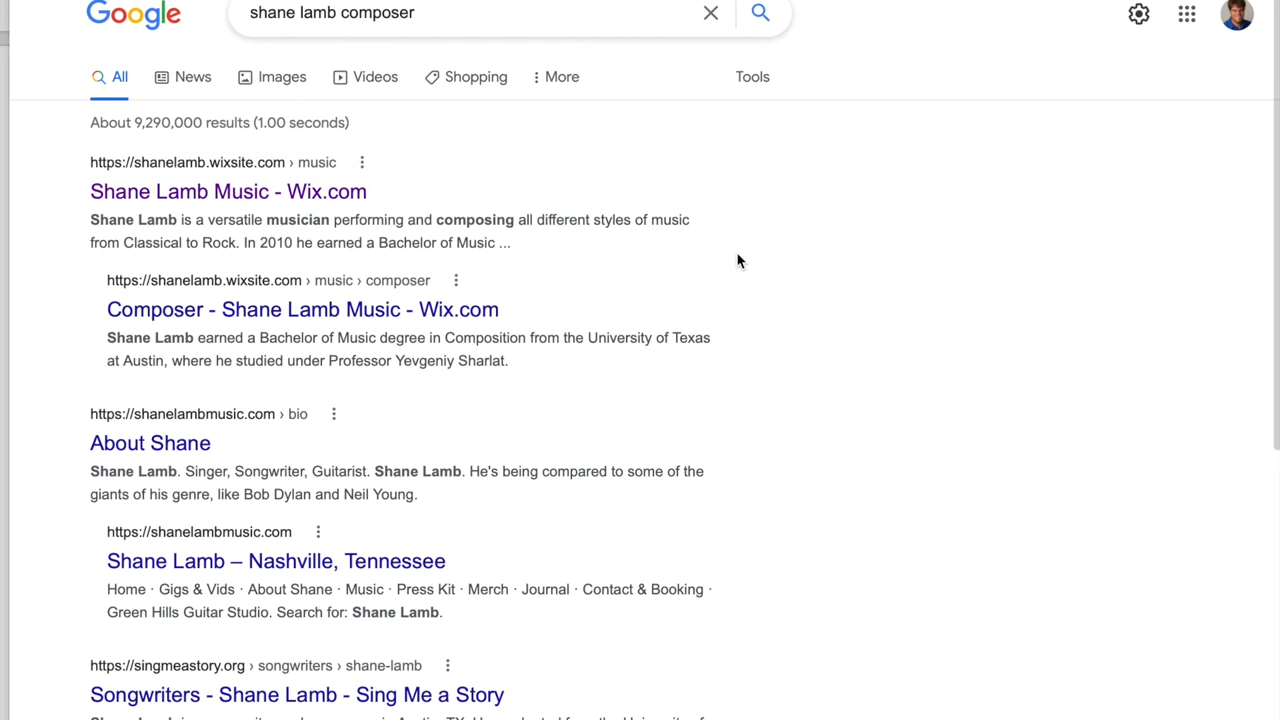 Google
shane lamb composer
All News Images Videos Shopping More Tools
About 9,290,000 results (1.00 seconds)
https://shanelamb.wixsite.com › music
Shane Lamb Music - Wix.com
Shane Lamb is a versatile musician performing and composing all different styles of music
from Classical to Rock. In 2010 he earned a Bachelor of Music ...
https://shanelamb.wixsite.com › music › composer
Composer - Shane Lamb Music - Wix.com
Shane Lamb earned a Bachelor of Music degree in Composition from the University of Texas
at Austin, where he studied under Professor Yevgeniy Sharlat.
https://shanelambmusic.com › bio
About Shane
Shane Lamb. Singer, Songwriter, Guitarist. Shane Lamb. He's being compared to some of the
giants of his genre, like Bob Dylan and Neil Young.
https://shanelambmusic.com
Shane Lamb – Nashville, Tennessee
Home · Gigs & Vids · About Shane · Music · Press Kit · Merch · Journal · Contact & Booking ·
Green Hills Guitar Studio. Search for: Shane Lamb.
https://singmeastory.org › songwriters › shane-lamb
Songwriters - Shane Lamb - Sing Me a Story